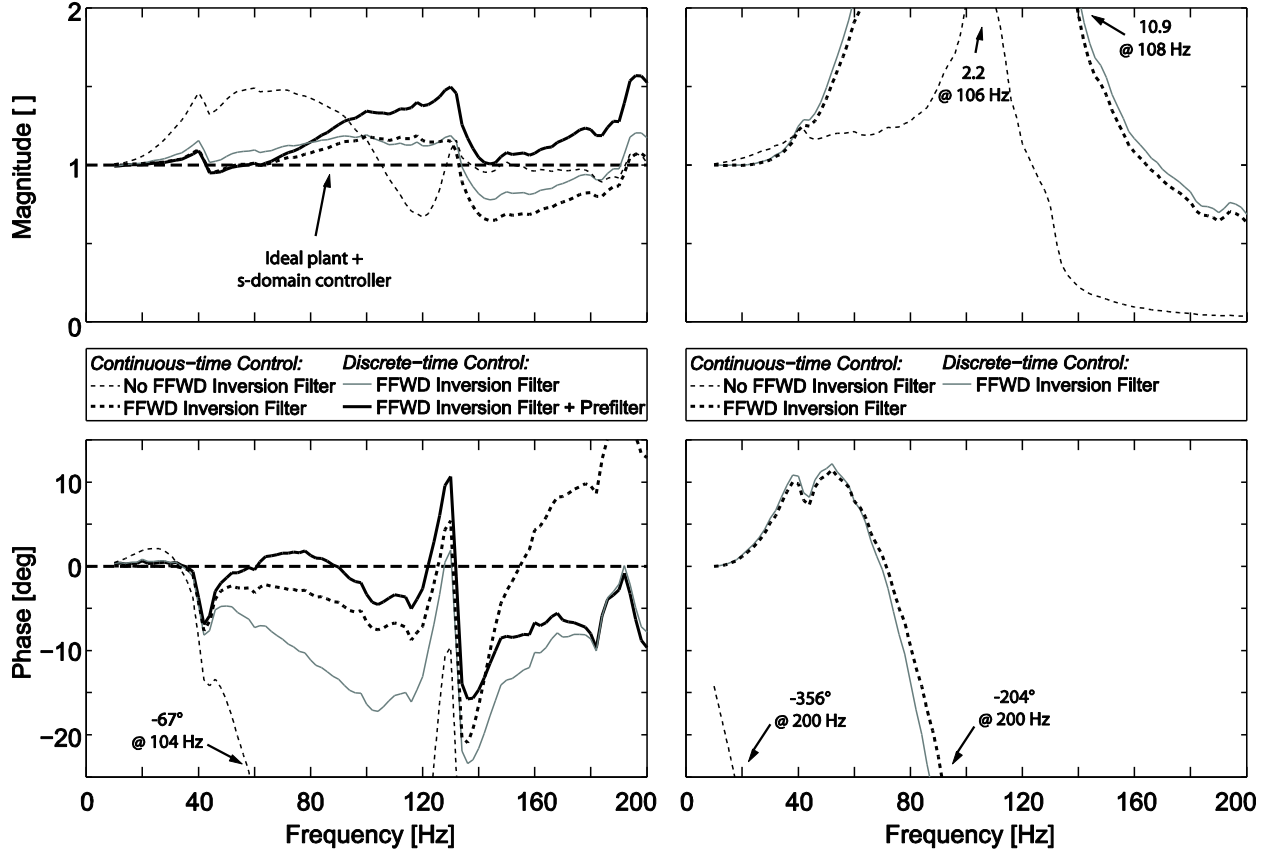 2
1
0
Magnitude [ ]
Ideal plant +
s-domain controller
10.9
@ 108 Hz
2.2
@ 106 Hz
Continuous−time Control: Discrete−time Control:
No FFWD Inversion Filter FFWD Inversion Filter
FFWD Inversion Filter FFWD Inversion Filter + Prefilter
Continuous−time Control: Discrete−time Control:
No FFWD Inversion Filter FFWD Inversion Filter
FFWD Inversion Filter
10
0
−10
−20
Phase [deg]
-67°
@ 104 Hz
-356°
@ 200 Hz
-204°
@ 200 Hz
0 40 80 120 160 200
Frequency [Hz]
0 40 80 120 160 200
Frequency [Hz]